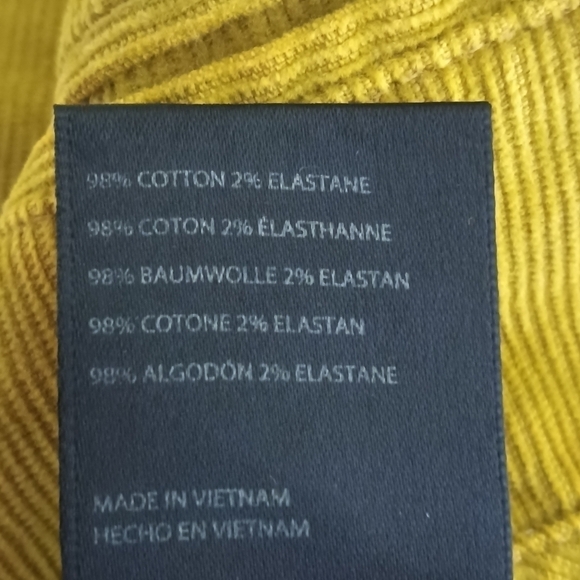 98% COTTON 2% ELASTANE
98% COTON 2% ÉLASTHANNE
98% BAUMWOLLE 2% ELASTAN
98% COTONE 2% ELASTAN
98% ALGODÓN 2% ELASTANE
MADE IN VIETNAM
HECHO EN VIETNAM